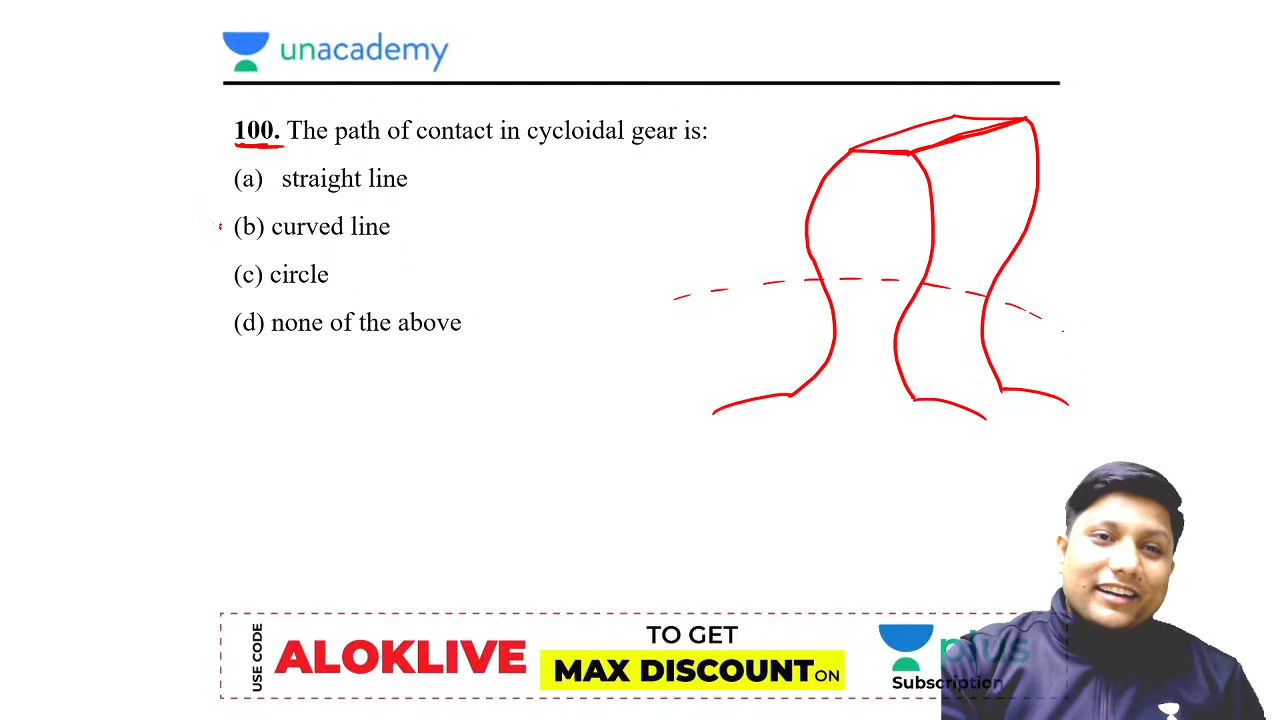 unacademy
100. The path of contact in cycloidal gear is:
(a) straight line
(b) curved line
(c) circle
(d) none of the above
USE CODE
ALOKLIVE
TO GET
MAX DISCOUNT ON
plus
Subscription